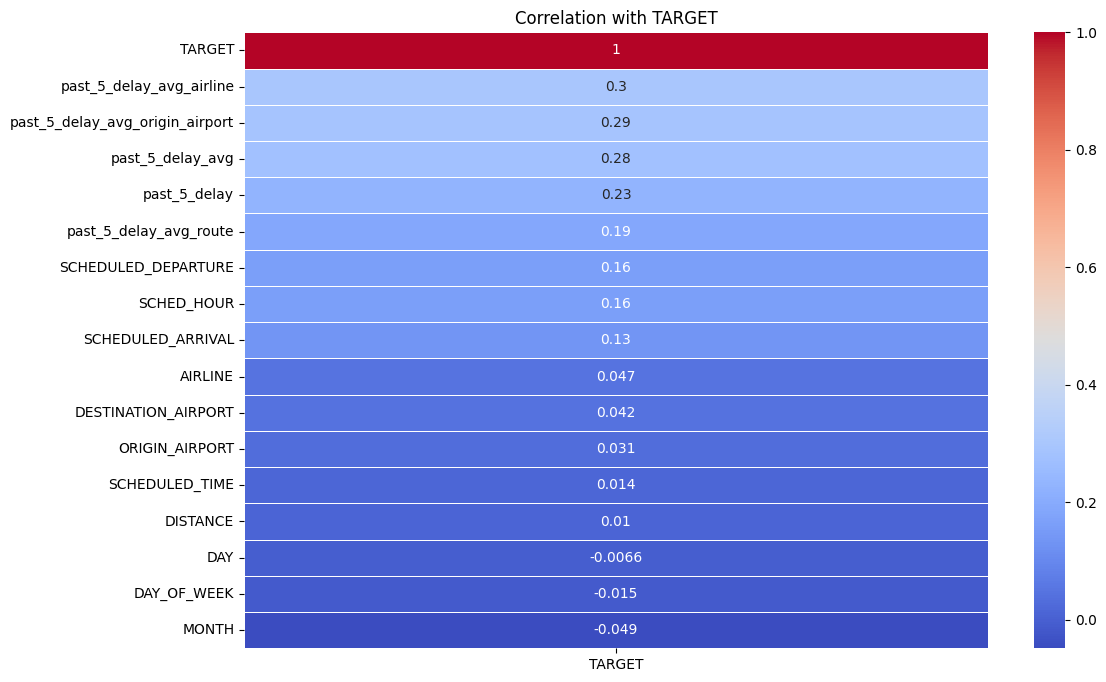 Correlation with TARGET
TARGET 1
past_5_delay_avg_airline 0.3
past_5_delay_avg_origin_airport 0.29
past_5_delay_avg 0.28
past_5_delay 0.23
past_5_delay_avg_route 0.19
SCHEDULED_DEPARTURE 0.16
SCHED_HOUR 0.16
SCHEDULED_ARRIVAL 0.13
AIRLINE 0.047
DESTINATION_AIRPORT 0.042
ORIGIN_AIRPORT 0.031
SCHEDULED_TIME 0.014
DISTANCE 0.01
DAY -0.0066
DAY_OF_WEEK -0.015
MONTH -0.049
TARGET
1.0
0.8
0.6
0.4
0.2
0.0